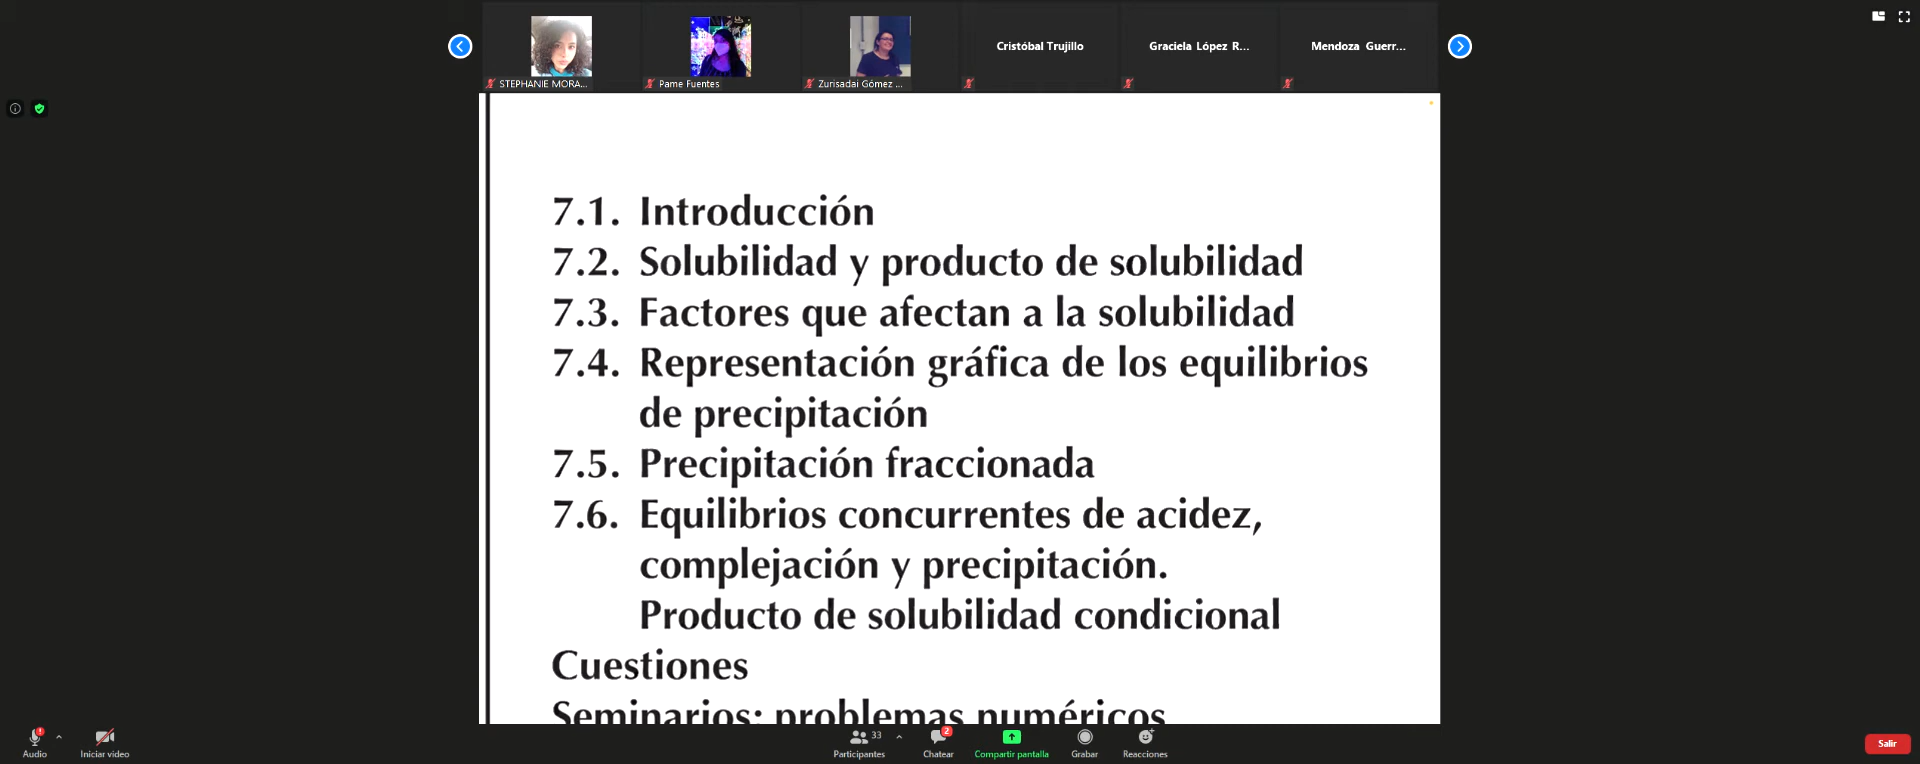 Cristóbal Trujillo
Graciela López R...
Mendoza Guerr...
STEPHANIE MORA...
Pame Fuentes
Zurisadai Gómez ...
7.1. Introducción
7.2. Solubilidad y producto de solubilidad
7.3. Factores que afectan a la solubilidad
7.4. Representación gráfica de los equilibrios
de precipitación
7.5. Precipitación fraccionada
7.6. Equilibrios concurrentes de acidez,
complejación y precipitación.
Producto de solubilidad condicional
Cuestiones
Seminarios: problemas numéricos
33
2
Audio
Iniciar video
Participantes
Chatear
Compartir pantalla
Grabar
Reacciones
Salir